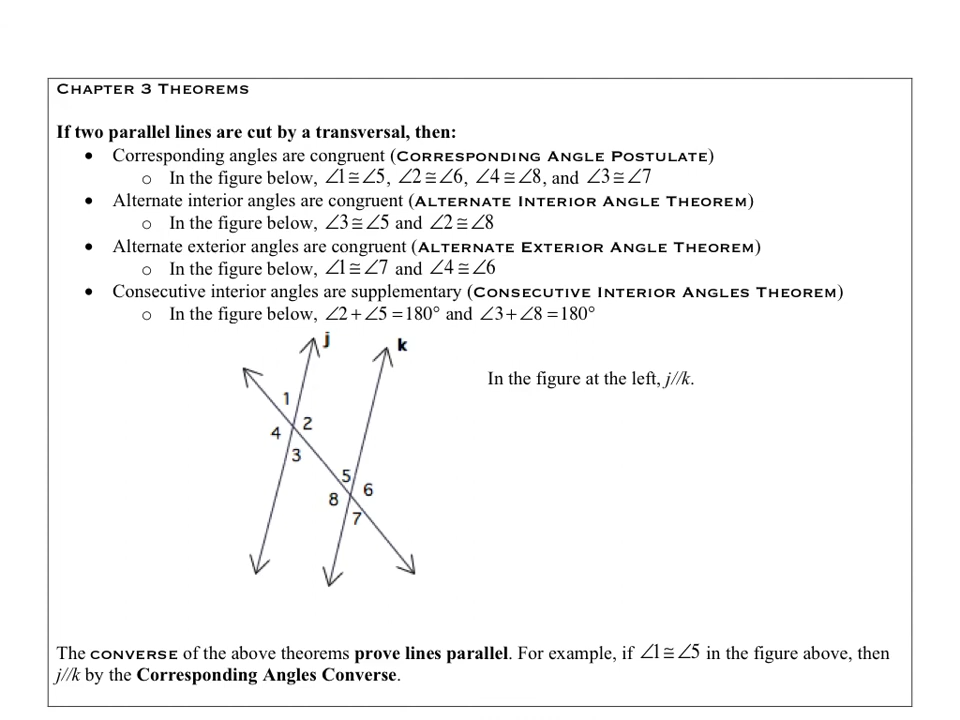 CHAPTER 3 THEOREMS
If two parallel lines are cut by a transversal, then:
• Corresponding angles are congruent (CORRESPONDING ANGLE POSTULATE)
o In the figure below, ∠1≅∠5, ∠2≅∠6, ∠4≅∠8, and ∠3≅∠7
• Alternate interior angles are congruent (ALTERNATE INTERIOR ANGLE THEOREM)
o In the figure below, ∠3≅∠5 and ∠2≅∠8
• Alternate exterior angles are congruent (ALTERNATE EXTERIOR ANGLE THEOREM)
o In the figure below, ∠1≅∠7 and ∠4≅∠6
• Consecutive interior angles are supplementary (CONSECUTIVE INTERIOR ANGLES THEOREM)
o In the figure below, ∠2+∠5=180° and ∠3+∠8=180°
j k
In the figure at the left, j//k.
1
4 2
3
5
8 6
7
The CONVERSE of the above theorems prove lines parallel. For example, if ∠1≅∠5 in the figure above, then
j//k by the Corresponding Angles Converse.